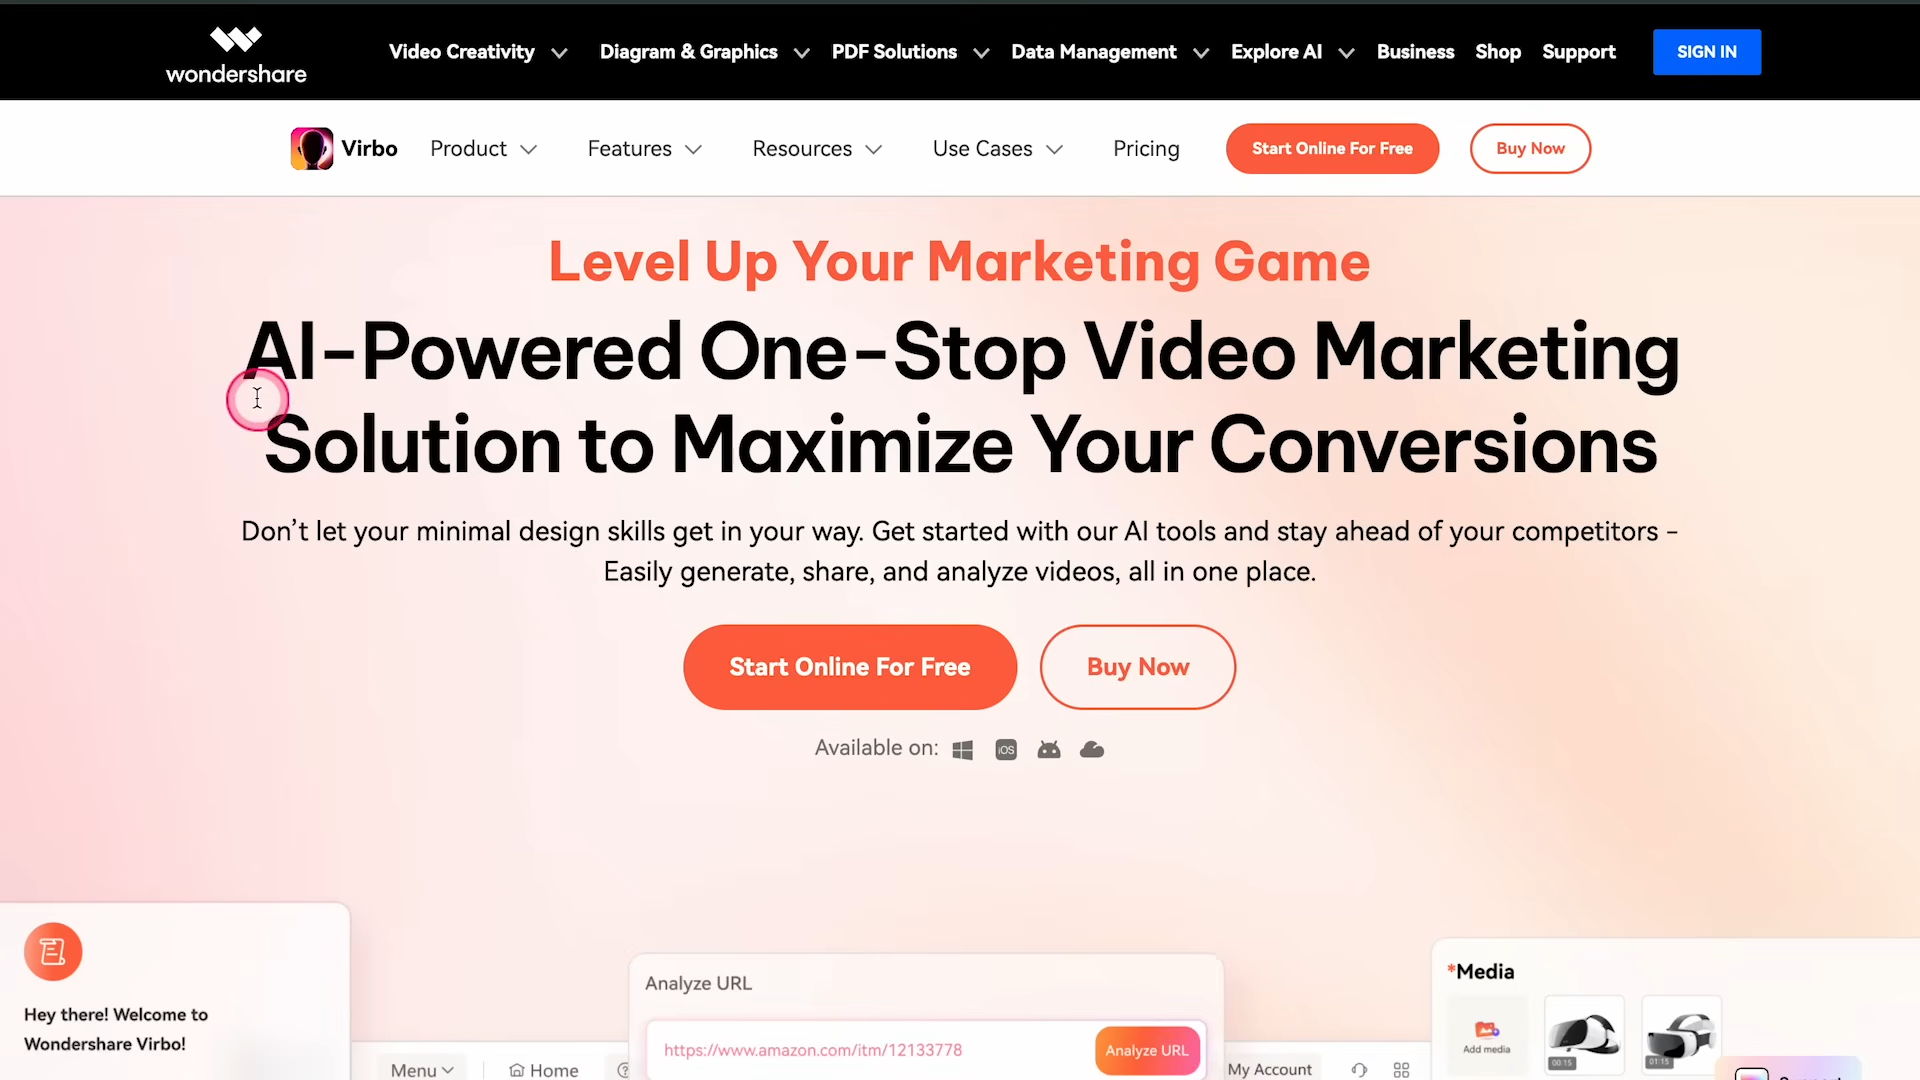 wondershare
Video Creativity Diagram & Graphics PDF Solutions Data Management Explore AI Business Shop Support SIGN IN
Virbo Product Features Resources Use Cases Pricing Start Online For Free Buy Now
Level Up Your Marketing Game
AI-Powered One-Stop Video Marketing
Solution to Maximize Your Conversions
Don't let your minimal design skills get in your way. Get started with our AI tools and stay ahead of your competitors –
Easily generate, share, and analyze videos, all in one place.
Start Online For Free Buy Now
Available on: iOS
Hey there! Welcome to
Wondershare Virbo!
Analyze URL
https://www.amazon.com/itm/12133778 Analyze URL
Menu Home My Account
*Media
Add media 00:15 01:15